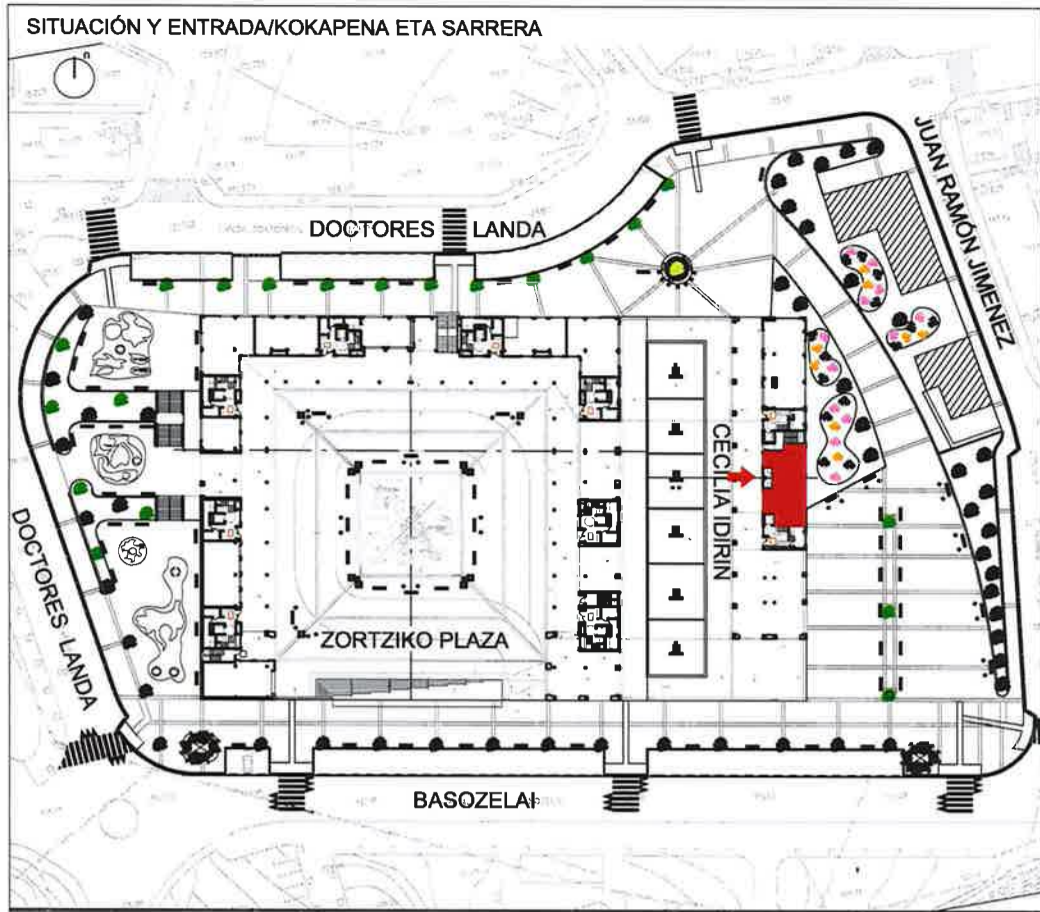 SITUACIÓN Y ENTRADA/KOKAPENA ETA SARRERA
n
JUAN RAMÓN JIMENEZ
DOCTORES LANDA
CECILIA IDIRIN
DOCTORES LANDA
ZORTZIKO PLAZA
BASOZELAI